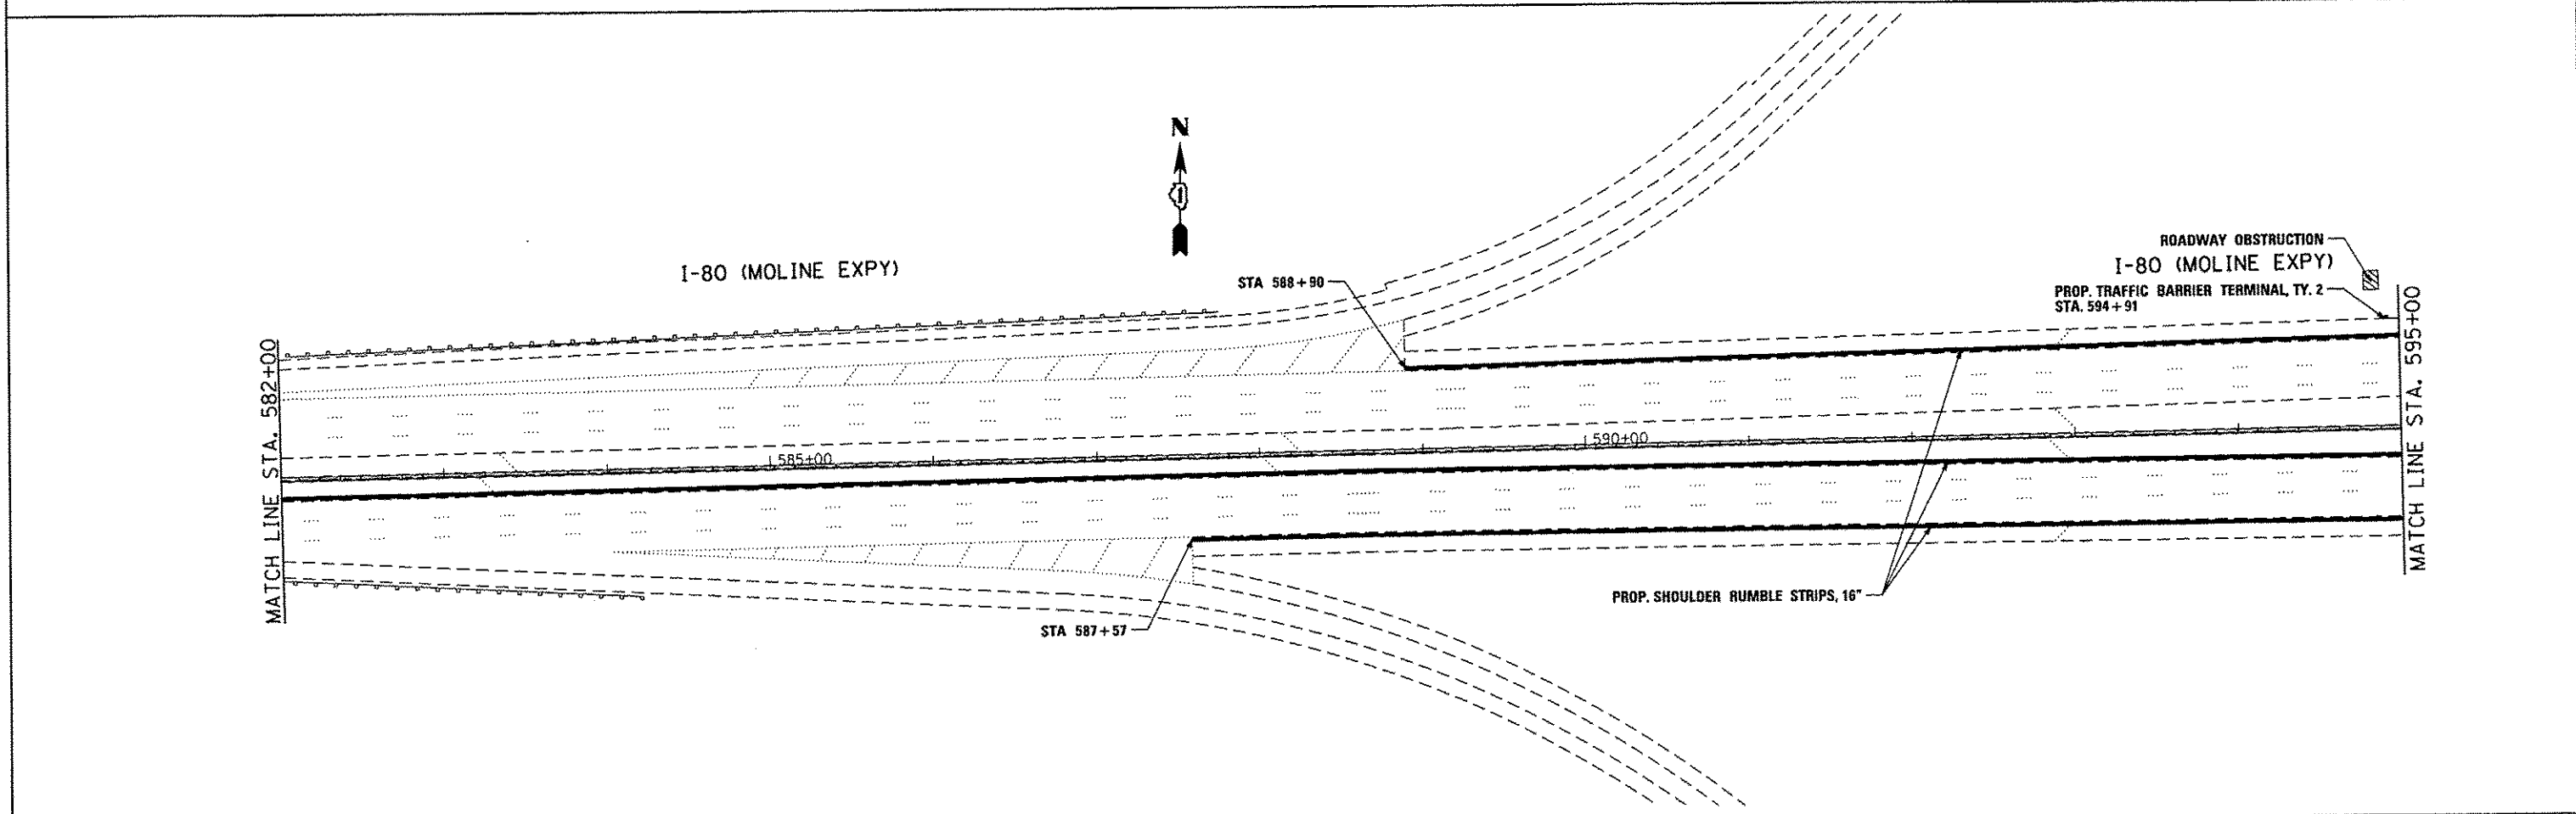 N
I-80 (MOLINE EXPY)
STA 588+90
ROADWAY OBSTRUCTION
I-80 (MOLINE EXPY)
PROP. TRAFFIC BARRIER TERMINAL, TY. 2
STA. 594+91
MATCH LINE STA. 582+00
585+00
590+00
MATCH LINE STA. 595+00
STA 587+57
PROP. SHOULDER RUMBLE STRIPS, 16"